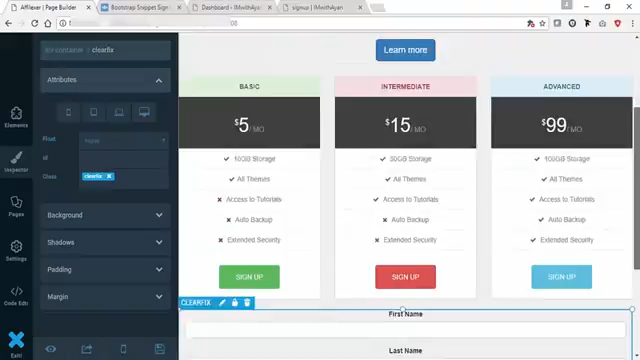 Affilexer | Page Builder
Bootstrap Snippet Sign
Dashboard ‹ IMwithAyan
signup | IMwithAyan
clearfix
Attributes
Float
None
Id
Class
clearfix
Background
Shadows
Padding
Margin
Elements
Inspector
Pages
Settings
Code Edit
Exit
Learn more
BASIC
$5 / MO
10GB Storage
All Themes
Access to Tutorials
Auto Backup
Extended Security
SIGN UP
INTERMEDIATE
$15 / MO
50GB Storage
All Themes
Access to Tutorials
Auto Backup
Extended Security
SIGN UP
ADVANCED
$99 / MO
100GB Storage
All Themes
Access to Tutorials
Auto Backup
Extended Security
SIGN UP
CLEARFIX
First Name
Last Name